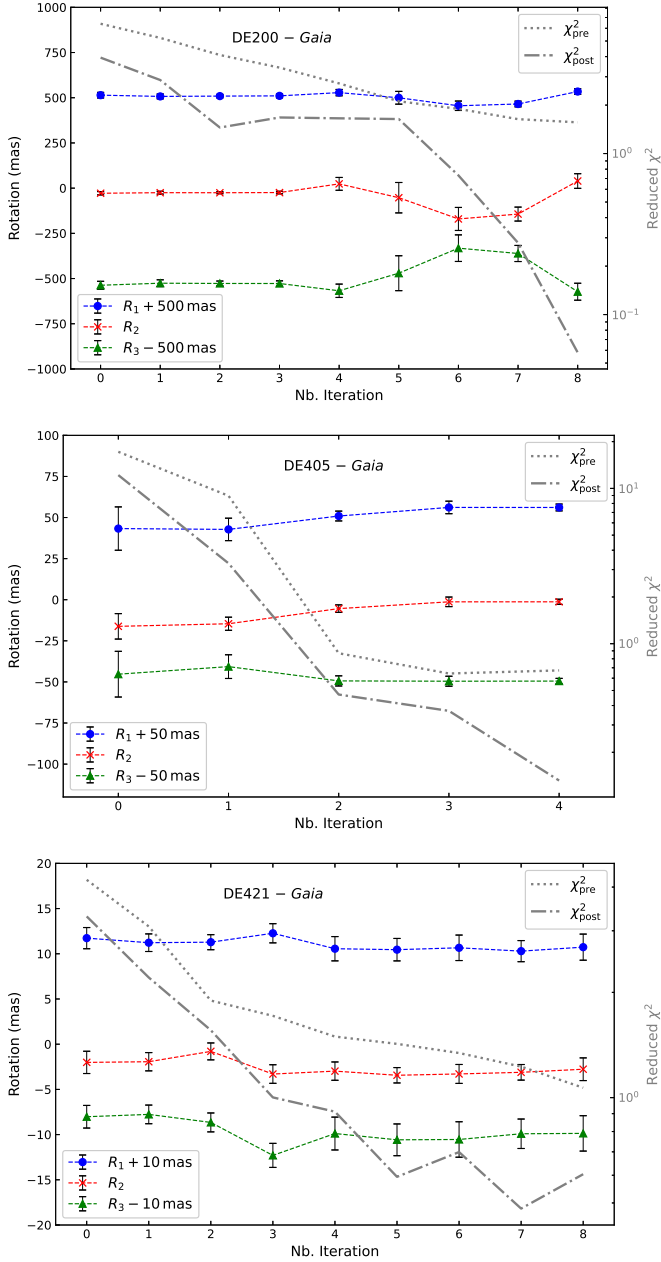 DE200 − Gaia
χ²pre
χ²post
1000
750
500
250
0
−250
−500
−750
−1000
Rotation (mas)
10⁰
10⁻¹
Reduced χ²
R₁ + 500 mas
R₂
R₃ − 500 mas
0 1 2 3 4 5 6 7 8
Nb. Iteration
DE405 − Gaia
χ²pre
χ²post
100
75
50
25
0
−25
−50
−75
−100
Rotation (mas)
10¹
10⁰
Reduced χ²
R₁ + 50 mas
R₂
R₃ − 50 mas
0 1 2 3 4
Nb. Iteration
DE421 − Gaia
χ²pre
χ²post
20
15
10
5
0
−5
−10
−15
−20
Rotation (mas)
10⁰
Reduced χ²
R₁ + 10 mas
R₂
R₃ − 10 mas
0 1 2 3 4 5 6 7 8
Nb. Iteration